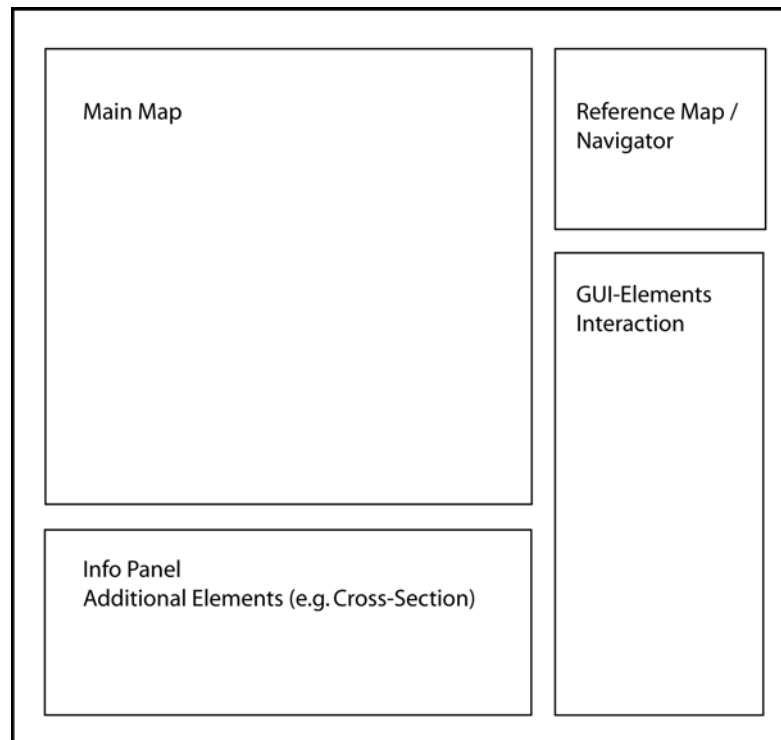 Main Map
Reference Map /
Navigator
GUI-Elements
Interaction
Info Panel
Additional Elements (e.g. Cross-Section)